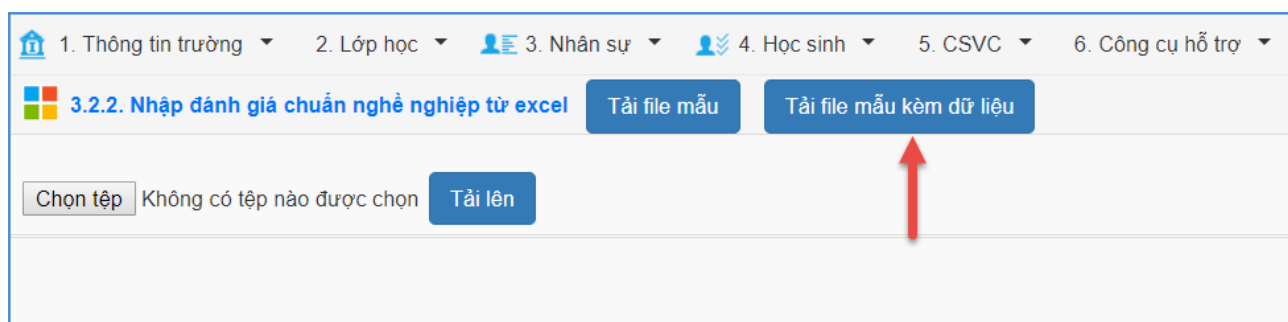 1. Thông tin trường 2. Lớp học 3. Nhân sự 4. Học sinh 5. CSVC 6. Công cụ hỗ trợ
3.2.2. Nhập đánh giá chuẩn nghề nghiệp từ excel Tải file mẫu Tải file mẫu kèm dữ liệu
Chọn tệp Không có tệp nào được chọn Tải lên